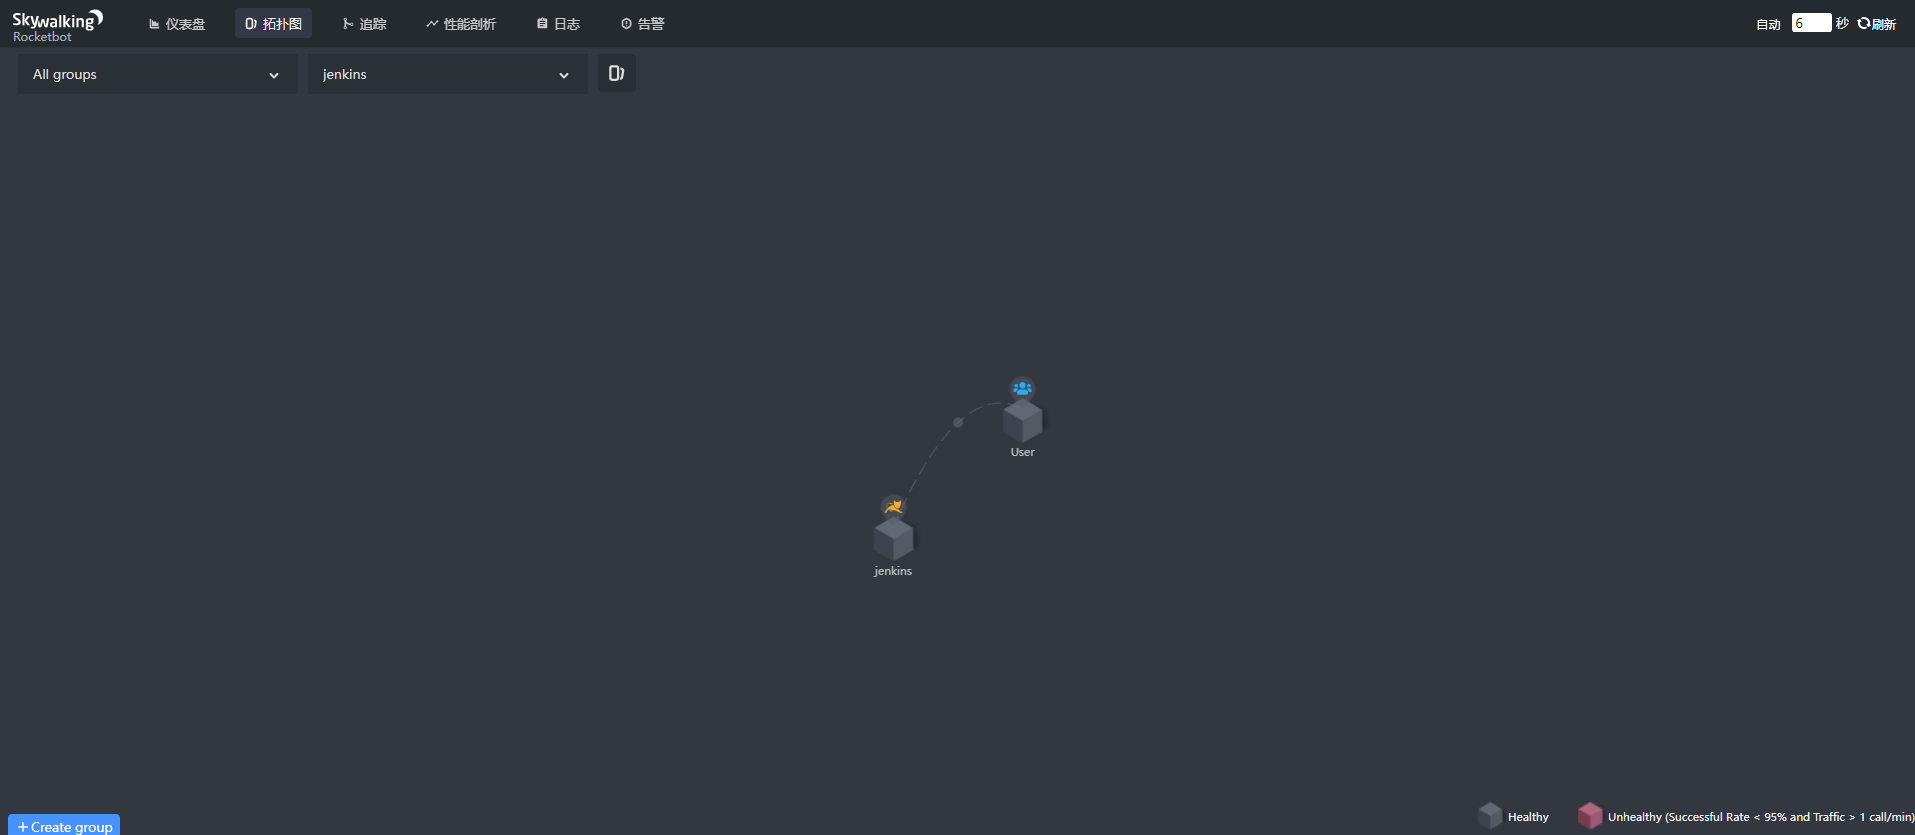 Skywalking
Rocketbot
仪表盘
拓扑图
追踪
性能剖析
日志
告警
自动 6 秒 刷新
All groups
jenkins
User
jenkins
Healthy
Unhealthy (Successful Rate < 95% and Traffic > 1 call/min)
+ Create group